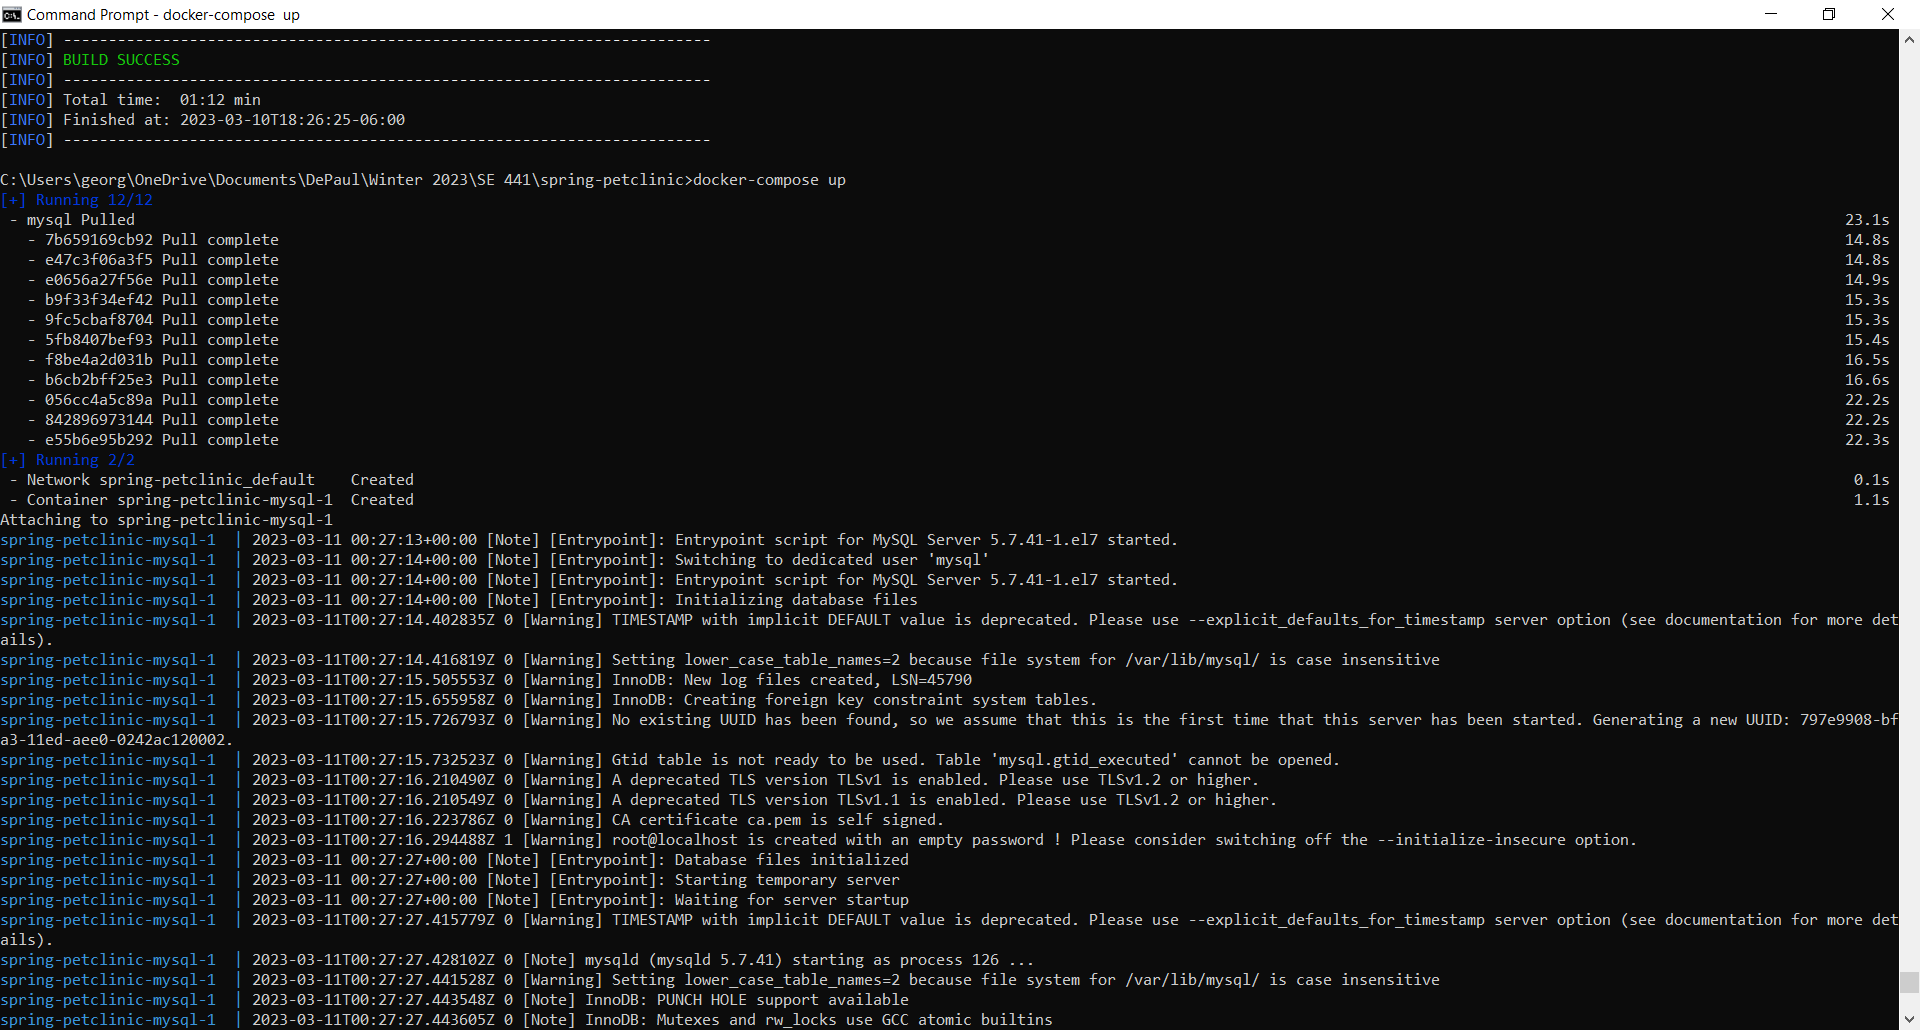 Command Prompt - docker-compose  up
[INFO] ------------------------------------------------------------------------
[INFO] BUILD SUCCESS
[INFO] ------------------------------------------------------------------------
[INFO] Total time:  01:12 min
[INFO] Finished at: 2023-03-10T18:26:25-06:00
[INFO] ------------------------------------------------------------------------
C:\Users\georg\OneDrive\Documents\DePaul\Winter 2023\SE 441\spring-petclinic>docker-compose up
[+] Running 12/12
 - mysql Pulled 23.1s
   - 7b659169cb92 Pull complete 14.8s
   - e47c3f06a3f5 Pull complete 14.8s
   - e0656a27f56e Pull complete 14.9s
   - b9f33f34ef42 Pull complete 15.3s
   - 9fc5cbaf8704 Pull complete 15.3s
   - 5fb8407bef93 Pull complete 15.4s
   - f8be4a2d031b Pull complete 16.5s
   - b6cb2bff25e3 Pull complete 16.6s
   - 056cc4a5c89a Pull complete 22.2s
   - 842896973144 Pull complete 22.2s
   - e55b6e95b292 Pull complete 22.3s
[+] Running 2/2
 - Network spring-petclinic_default    Created 0.1s
 - Container spring-petclinic-mysql-1  Created 1.1s
Attaching to spring-petclinic-mysql-1
spring-petclinic-mysql-1  | 2023-03-11 00:27:13+00:00 [Note] [Entrypoint]: Entrypoint script for MySQL Server 5.7.41-1.el7 started.
spring-petclinic-mysql-1  | 2023-03-11 00:27:14+00:00 [Note] [Entrypoint]: Switching to dedicated user 'mysql'
spring-petclinic-mysql-1  | 2023-03-11 00:27:14+00:00 [Note] [Entrypoint]: Entrypoint script for MySQL Server 5.7.41-1.el7 started.
spring-petclinic-mysql-1  | 2023-03-11 00:27:14+00:00 [Note] [Entrypoint]: Initializing database files
spring-petclinic-mysql-1  | 2023-03-11T00:27:14.402835Z 0 [Warning] TIMESTAMP with implicit DEFAULT value is deprecated. Please use --explicit_defaults_for_timestamp server option (see documentation for more det
ails).
spring-petclinic-mysql-1  | 2023-03-11T00:27:14.416819Z 0 [Warning] Setting lower_case_table_names=2 because file system for /var/lib/mysql/ is case insensitive
spring-petclinic-mysql-1  | 2023-03-11T00:27:15.505553Z 0 [Warning] InnoDB: New log files created, LSN=45790
spring-petclinic-mysql-1  | 2023-03-11T00:27:15.655958Z 0 [Warning] InnoDB: Creating foreign key constraint system tables.
spring-petclinic-mysql-1  | 2023-03-11T00:27:15.726793Z 0 [Warning] No existing UUID has been found, so we assume that this is the first time that this server has been started. Generating a new UUID: 797e9908-bf
a3-11ed-aee0-0242ac120002.
spring-petclinic-mysql-1  | 2023-03-11T00:27:15.732523Z 0 [Warning] Gtid table is not ready to be used. Table 'mysql.gtid_executed' cannot be opened.
spring-petclinic-mysql-1  | 2023-03-11T00:27:16.210490Z 0 [Warning] A deprecated TLS version TLSv1 is enabled. Please use TLSv1.2 or higher.
spring-petclinic-mysql-1  | 2023-03-11T00:27:16.210549Z 0 [Warning] A deprecated TLS version TLSv1.1 is enabled. Please use TLSv1.2 or higher.
spring-petclinic-mysql-1  | 2023-03-11T00:27:16.223786Z 0 [Warning] CA certificate ca.pem is self signed.
spring-petclinic-mysql-1  | 2023-03-11T00:27:16.294488Z 1 [Warning] root@localhost is created with an empty password ! Please consider switching off the --initialize-insecure option.
spring-petclinic-mysql-1  | 2023-03-11 00:27:27+00:00 [Note] [Entrypoint]: Database files initialized
spring-petclinic-mysql-1  | 2023-03-11 00:27:27+00:00 [Note] [Entrypoint]: Starting temporary server
spring-petclinic-mysql-1  | 2023-03-11 00:27:27+00:00 [Note] [Entrypoint]: Waiting for server startup
spring-petclinic-mysql-1  | 2023-03-11T00:27:27.415779Z 0 [Warning] TIMESTAMP with implicit DEFAULT value is deprecated. Please use --explicit_defaults_for_timestamp server option (see documentation for more det
ails).
spring-petclinic-mysql-1  | 2023-03-11T00:27:27.428102Z 0 [Note] mysqld (mysqld 5.7.41) starting as process 126 ...
spring-petclinic-mysql-1  | 2023-03-11T00:27:27.441528Z 0 [Warning] Setting lower_case_table_names=2 because file system for /var/lib/mysql/ is case insensitive
spring-petclinic-mysql-1  | 2023-03-11T00:27:27.443548Z 0 [Note] InnoDB: PUNCH HOLE support available
spring-petclinic-mysql-1  | 2023-03-11T00:27:27.443605Z 0 [Note] InnoDB: Mutexes and rw_locks use GCC atomic builtins